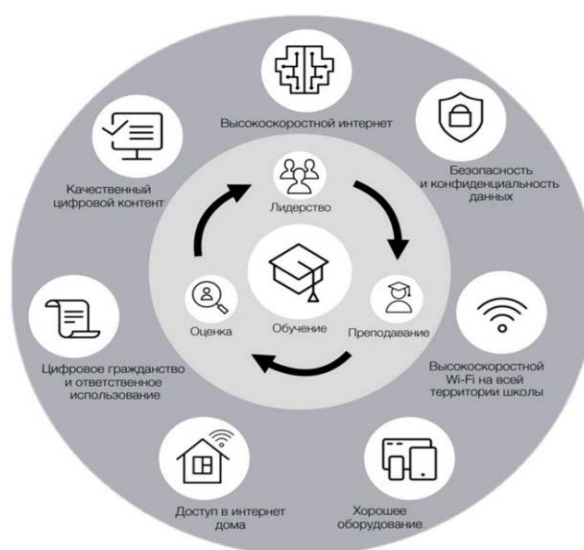 Высокоскоростной интернет
Безопасность
и конфиденциальность
данных
Качественный
цифровой контент
Лидерство
Оценка
Обучение
Преподавание
Цифровое гражданство
и ответственное
использование
Высокоскоростной
Wi-Fi на всей
территории школы
Доступ в интернет
дома
Хорошее
оборудование